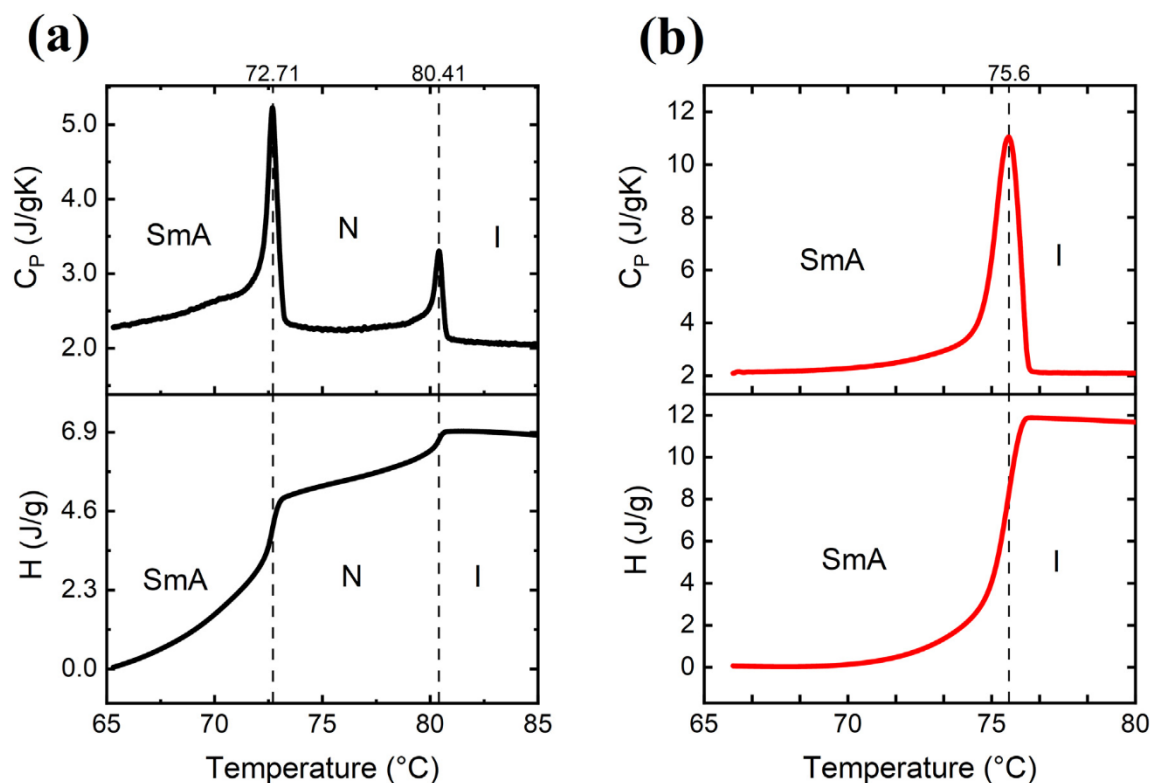 (a)
72.71 80.41
5.0
4.0
3.0
2.0
C_P (J/gK)
SmA N I
6.9
4.6
2.3
0.0
H (J/g)
SmA N I
65 70 75 80 85
Temperature (°C)
(b)
75.6
12
10
8
6
4
2
C_P (J/gK)
SmA I
12
10
8
6
4
2
0
H (J/g)
SmA I
65 70 75 80
Temperature (°C)